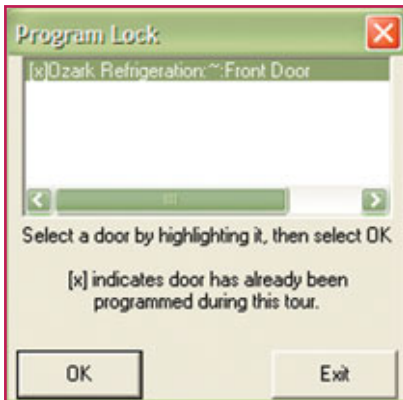 Program Lock
[x]Ozark Refrigeration:~:Front Door
Select a door by highlighting it, then select OK
[x] indicates door has already been
programmed during this tour.
OK
Exit